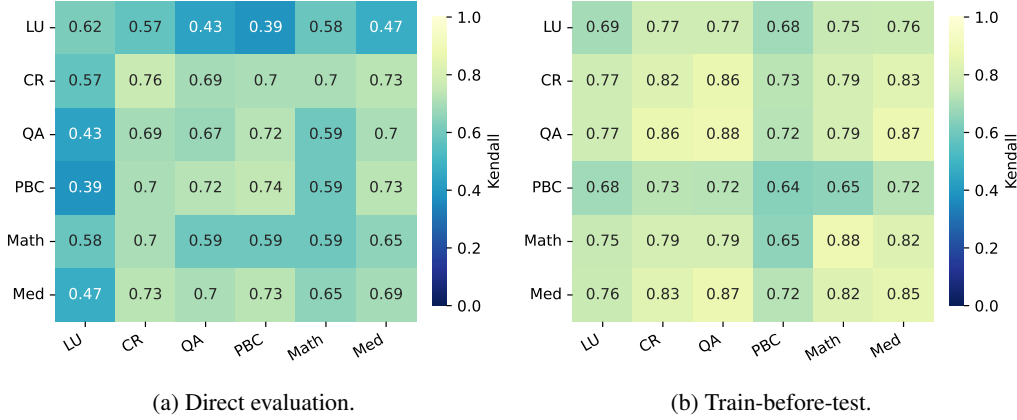 LU 0.62 0.57 0.43 0.39 0.58 0.47
CR 0.57 0.76 0.69 0.7 0.7 0.73
QA 0.43 0.69 0.67 0.72 0.59 0.7
PBC 0.39 0.7 0.72 0.74 0.59 0.73
Math 0.58 0.7 0.59 0.59 0.59 0.65
Med 0.47 0.73 0.7 0.73 0.65 0.69
LU CR QA PBC Math Med
1.0
0.8
0.6
0.4
0.2
0.0
Kendall
(a) Direct evaluation.
LU 0.69 0.77 0.77 0.68 0.75 0.76
CR 0.77 0.82 0.86 0.73 0.79 0.83
QA 0.77 0.86 0.88 0.72 0.79 0.87
PBC 0.68 0.73 0.72 0.64 0.65 0.72
Math 0.75 0.79 0.79 0.65 0.88 0.82
Med 0.76 0.83 0.87 0.72 0.82 0.85
LU CR QA PBC Math Med
1.0
0.8
0.6
0.4
0.2
0.0
Kendall
(b) Train-before-test.